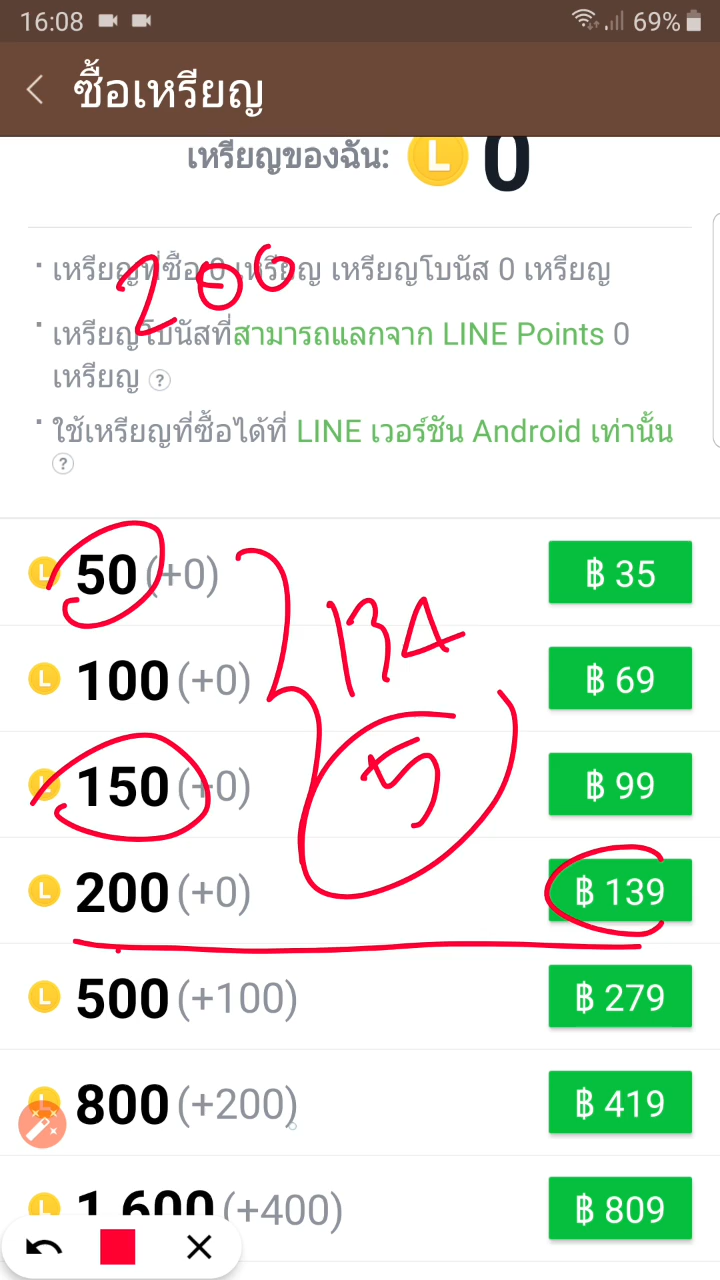 16:08 69%
ซื้อเหรียญ
เหรียญของฉัน: L 0
· เหรียญที่ซื้อ 0 เหรียญ เหรียญโบนัส 0 เหรียญ
200
· เหรียญโบนัสที่สามารถแลกจาก LINE Points 0
เหรียญ ?
· ใช้เหรียญที่ซื้อได้ที่ LINE เวอร์ชัน Android เท่านั้น
?
L 50 (+0) ฿ 35
134
L 100 (+0) ฿ 69
5
L 150 (+0) ฿ 99
L 200 (+0) ฿ 139
L 500 (+100) ฿ 279
L 800 (+200) ฿ 419
L 1,600 (+400) ฿ 809